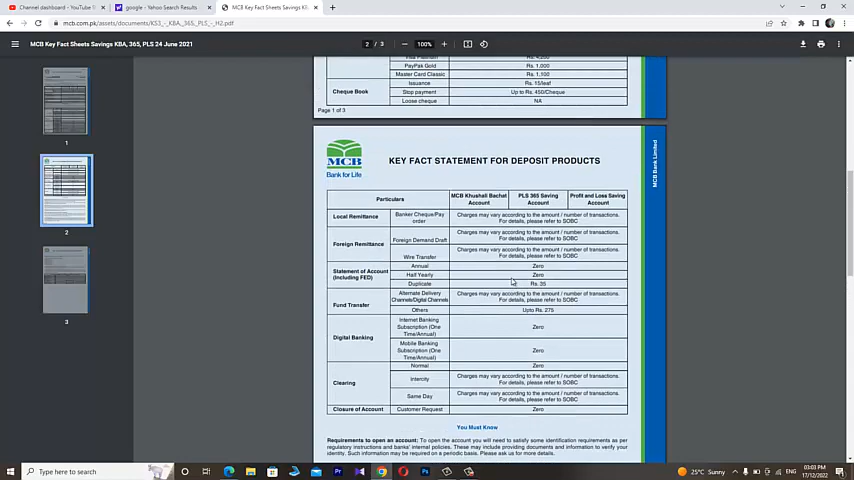 Channel dashboard - YouTube S
google - Yahoo Search Results
MCB Key Fact Sheets Savings KB
mcb.com.pk/assets/documents/KS3_-_KBA,_365,_PLS_-_H2.pdf
MCB Key Fact Sheets Savings KBA, 365, PLS 24 June 2021
2 / 3
100%
PayPak Gold Rs. 1,000
Master Card Classic Rs. 1,100
Cheque Book
Issuance Rs. 15/leaf
Stop payment Up to Rs. 450/Cheque
Loose cheque NA
Page 1 of 3
1
2
3
MCB
Bank for Life
KEY FACT STATEMENT FOR DEPOSIT PRODUCTS
MCB Bank Limited
Particulars
MCB Khushali Bachat Account
PLS 365 Saving Account
Profit and Loss Saving Account
Local Remittance
Banker Cheque/Pay order
Charges may vary according to the amount / number of transactions.
For details, please refer to SOBC
Foreign Remittance
Foreign Demand Draft
Charges may vary according to the amount / number of transactions.
For details, please refer to SOBC
Wire Transfer
Charges may vary according to the amount / number of transactions.
For details, please refer to SOBC
Statement of Account (Including FED)
Annual Zero
Half Yearly Zero
Duplicate Rs. 35
Fund Transfer
Alternate Delivery Channels/Digital Channels
Charges may vary according to the amount / number of transactions.
For details, please refer to SOBC
Others Upto Rs. 275
Digital Banking
Internet Banking Subscription (One Time/Annual) Zero
Mobile Banking Subscription (One Time/Annual) Zero
Clearing
Normal Zero
Intercity
Charges may vary according to the amount / number of transactions.
For details, please refer to SOBC
Same Day
Charges may vary according to the amount / number of transactions.
For details, please refer to SOBC
Closure of Account Customer Request Zero
You Must Know
Requirements to open an account: To open the account you will need to satisfy some identification requirements as per
regulatory instructions and banks' internal policies. These may include providing documents and information to verify your
identity. Such information may be required on a periodic basis. Please ask us for more details.
Type here to search
25°C Sunny
03:03 PM
17/12/2022